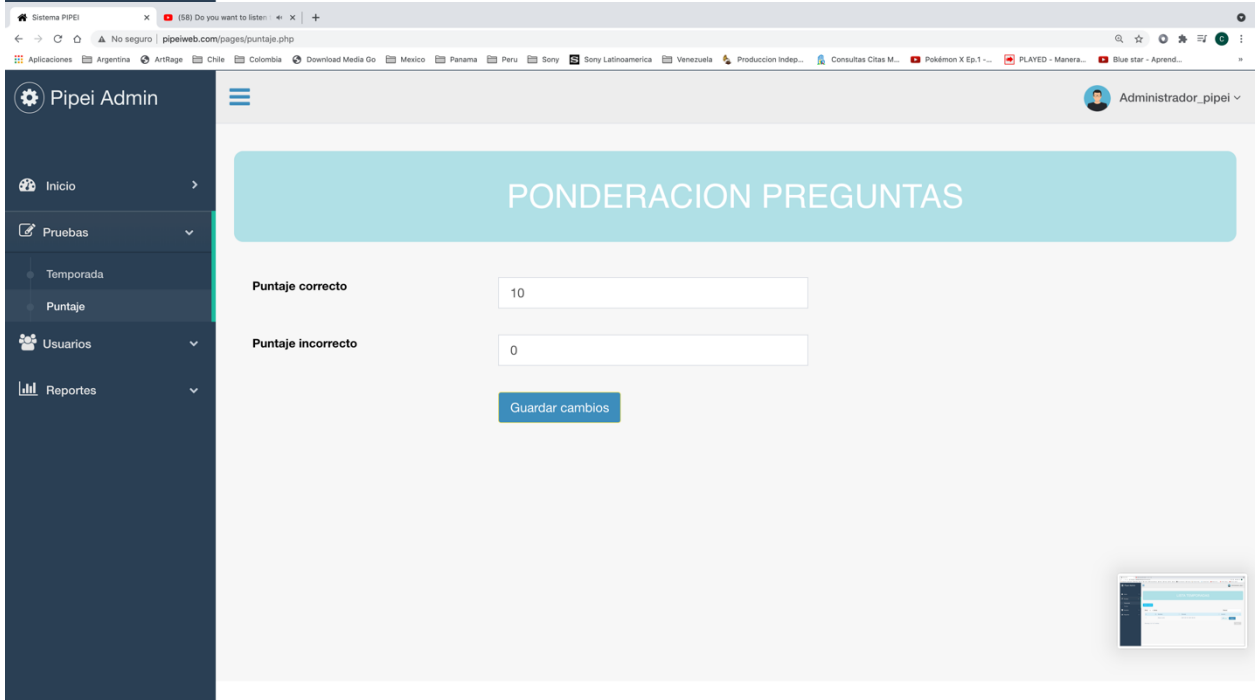 Sistema PIPEI
(58) Do you want to listen
No seguro | pipeiweb.com/pages/puntaje.php
Aplicaciones Argentina ArtRage Chile Colombia Download Media Go Mexico Panama Peru Sony Sony Latinoamerica Venezuela Produccion Indep... Consultas Citas M... Pokémon X Ep.1 -... PLAYED - Manera... Blue star - Aprend... »
Pipei Admin
Administrador_pipei
Inicio
Pruebas
Temporada
Puntaje
Usuarios
Reportes
PONDERACION PREGUNTAS
Puntaje correcto
10
Puntaje incorrecto
0
Guardar cambios